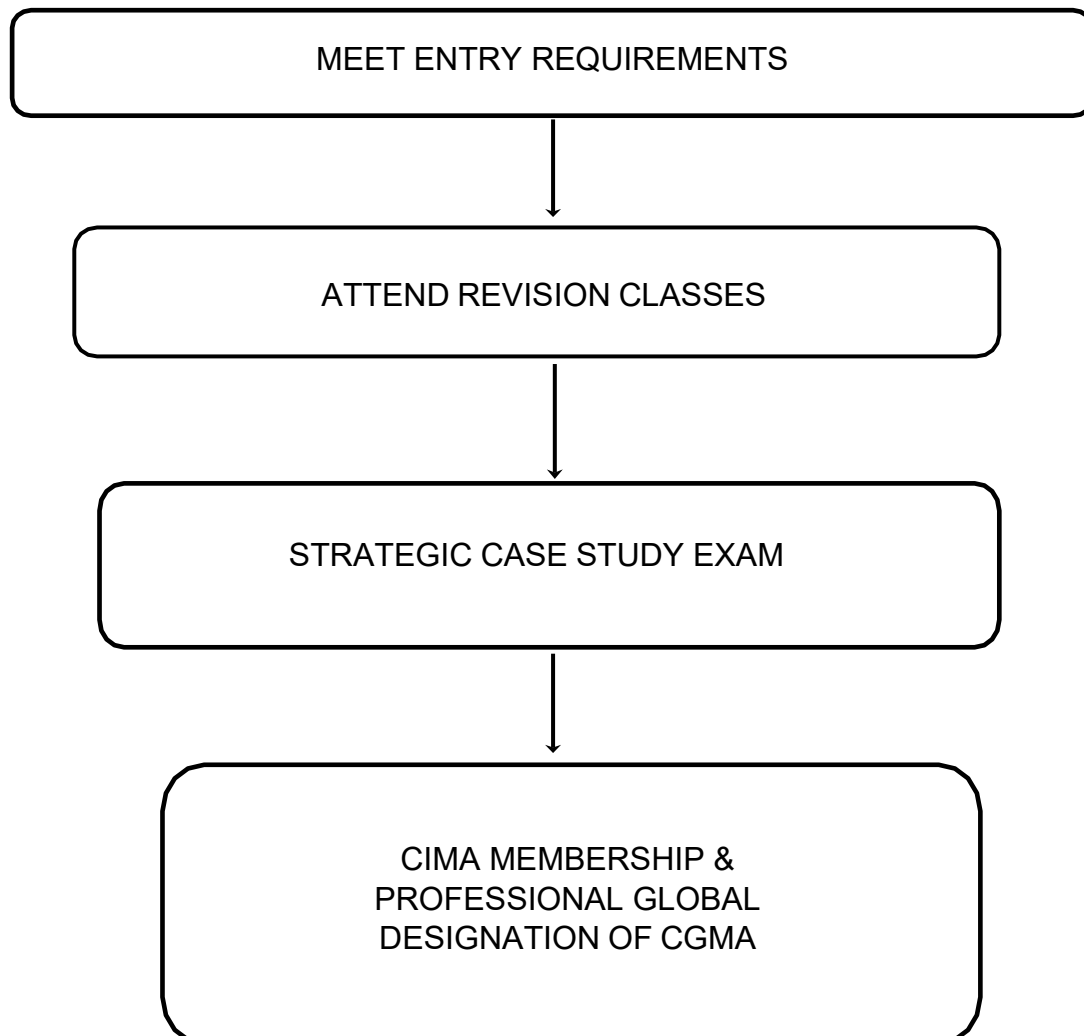 MEET ENTRY REQUIREMENTS
ATTEND REVISION CLASSES
STRATEGIC CASE STUDY EXAM
CIMA MEMBERSHIP &
PROFESSIONAL GLOBAL
DESIGNATION OF CGMA